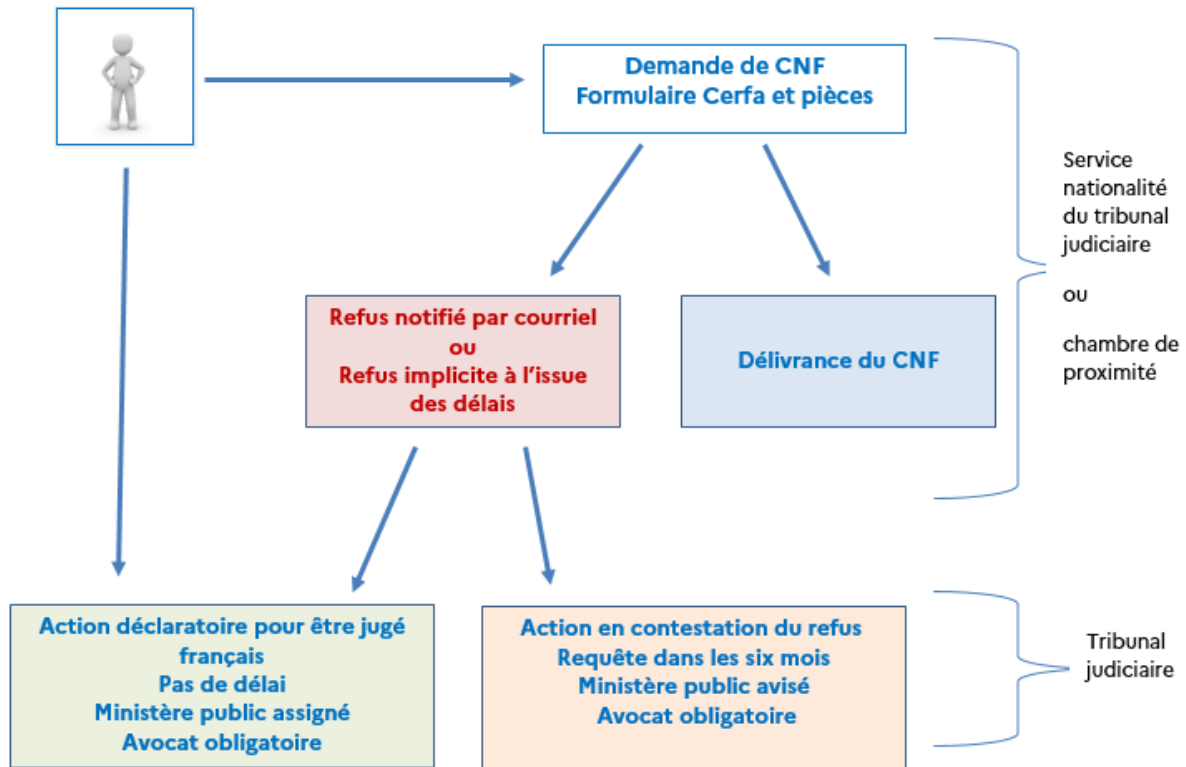 Demande de CNF
Formulaire Cerfa et pièces
Service
nationalité
du tribunal
judiciaire
ou
chambre de
proximité
Refus notifié par courriel
ou
Refus implicite à l’issue
des délais
Délivrance du CNF
Action déclaratoire pour être jugé
français
Pas de délai
Ministère public assigné
Avocat obligatoire
Action en contestation du refus
Requête dans les six mois
Ministère public avisé
Avocat obligatoire
Tribunal
judiciaire